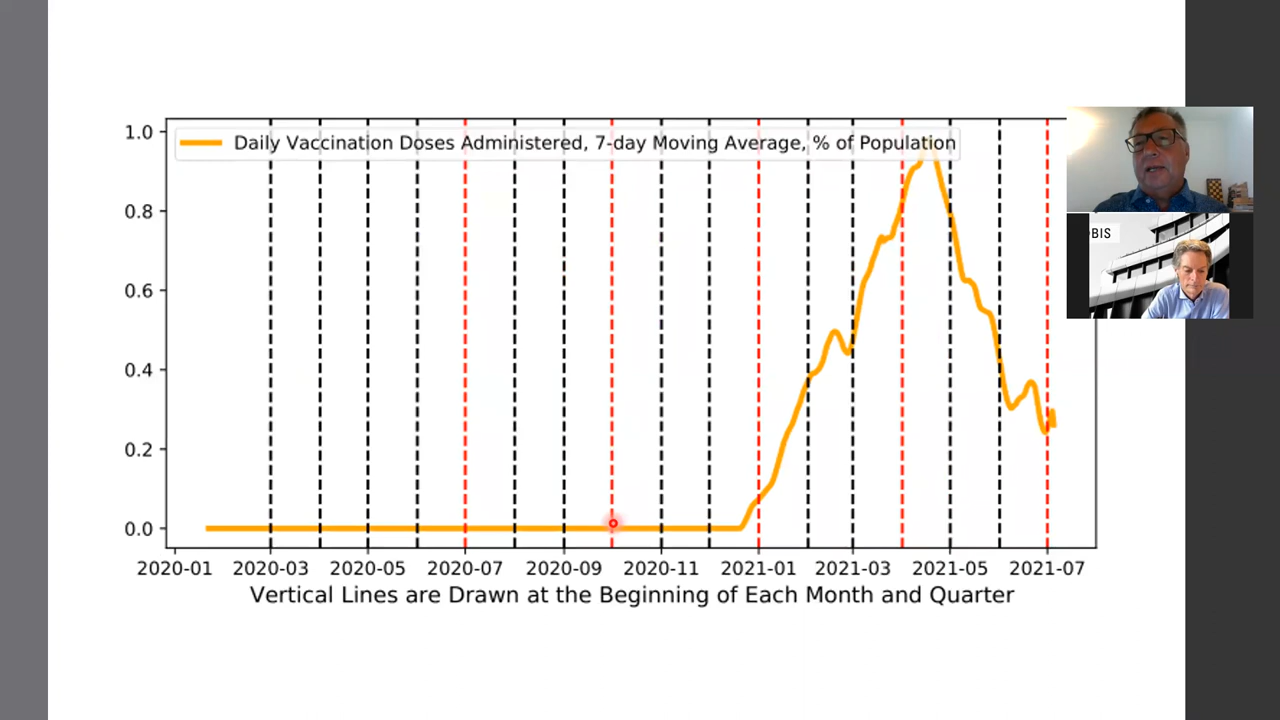 1.0
Daily Vaccination Doses Administered, 7-day Moving Average, % of Population
0.8
0.6
0.4
0.2
0.0
2020-01 2020-03 2020-05 2020-07 2020-09 2020-11 2021-01 2021-03 2021-05 2021-07
Vertical Lines are Drawn at the Beginning of Each Month and Quarter
BIS